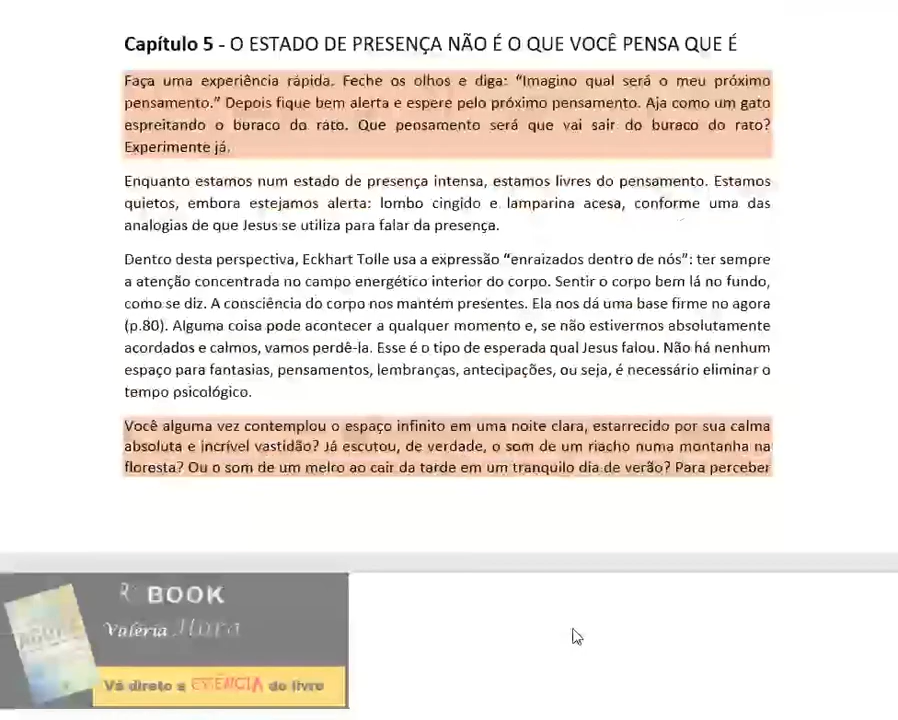 Capítulo 5 - O ESTADO DE PRESENÇA NÃO É O QUE VOCÊ PENSA QUE É
Faça uma experiência rápida. Feche os olhos e diga: “Imagino qual será o meu próximo
pensamento.” Depois fique bem alerta e espere pelo próximo pensamento. Aja como um gato
espreitando o buraco do rato. Que pensamento será que vai sair do buraco do rato?
Experimente já.
Enquanto estamos num estado de presença intensa, estamos livres do pensamento. Estamos
quietos, embora estejamos alerta: lombo cingido e lamparina acesa, conforme uma das
analogias de que Jesus se utiliza para falar da presença.
Dentro desta perspectiva, Eckhart Tolle usa a expressão “enraizados dentro de nós”: ter sempre
a atenção concentrada no campo energético interior do corpo. Sentir o corpo bem lá no fundo,
como se diz. A consciência do corpo nos mantém presentes. Ela nos dá uma base firme no agora
(p.80). Alguma coisa pode acontecer a qualquer momento e, se não estivermos absolutamente
acordados e calmos, vamos perdê-la. Esse é o tipo de esperada qual Jesus falou. Não há nenhum
espaço para fantasias, pensamentos, lembranças, antecipações, ou seja, é necessário eliminar o
tempo psicológico.
Você alguma vez contemplou o espaço infinito em uma noite clara, estarrecido por sua calma
absoluta e incrível vastidão? Já escutou, de verdade, o som de um riacho numa montanha na
floresta? Ou o som de um melro ao cair da tarde em um tranquilo dia de verão? Para perceber
BOOK
Valéria
Vá direto a ESSÊNCIA do livro